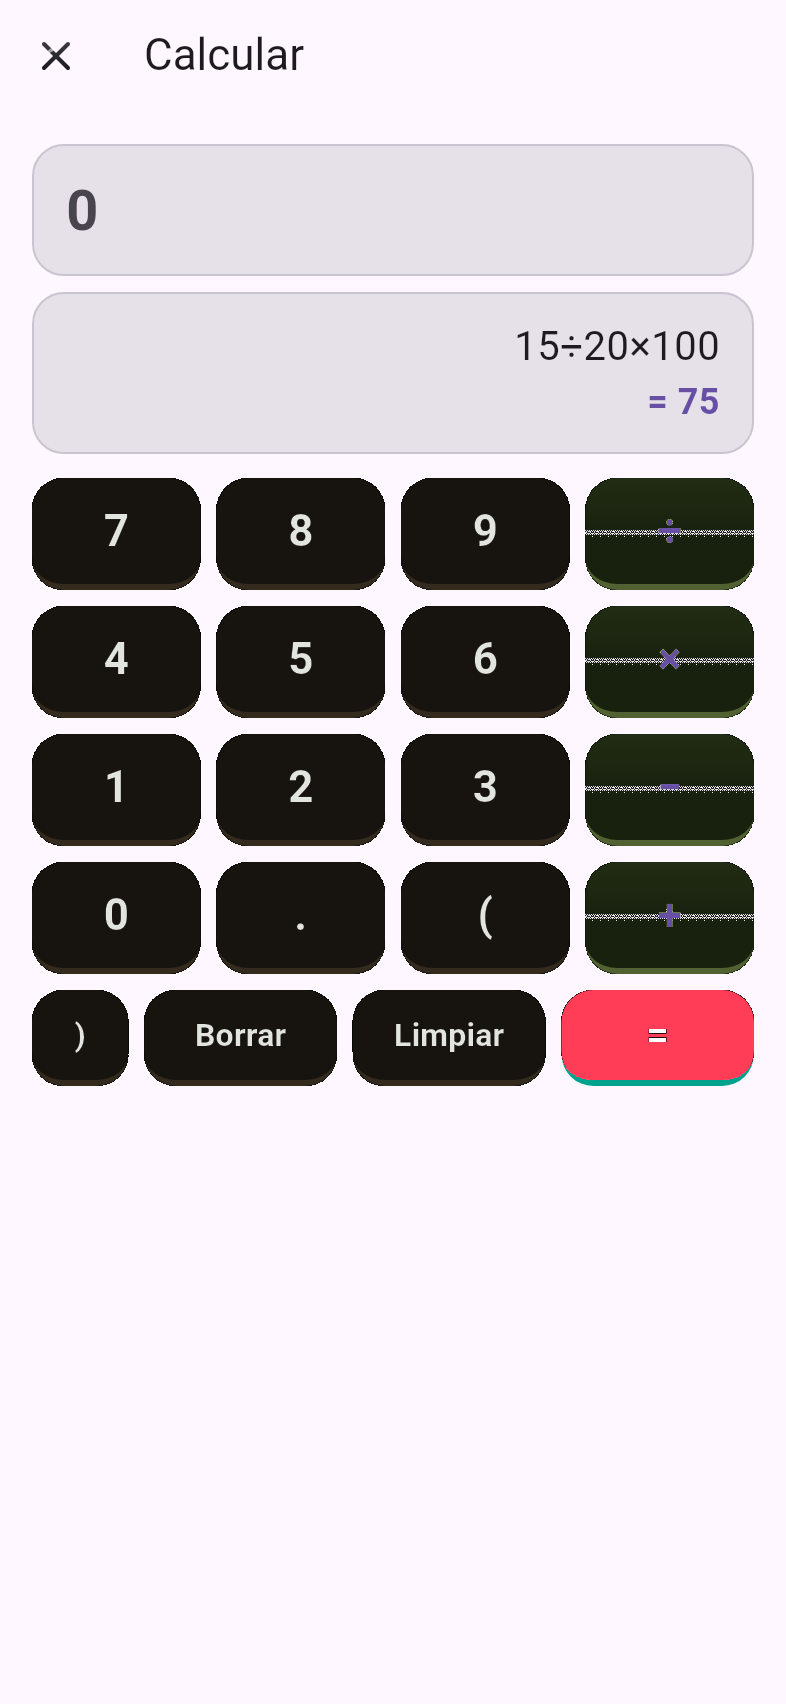 Calcular
0
15÷20×100
= 75
7 8 9 ÷
4 5 6 ×
1 2 3 −
0 . ( +
) Borrar Limpiar =